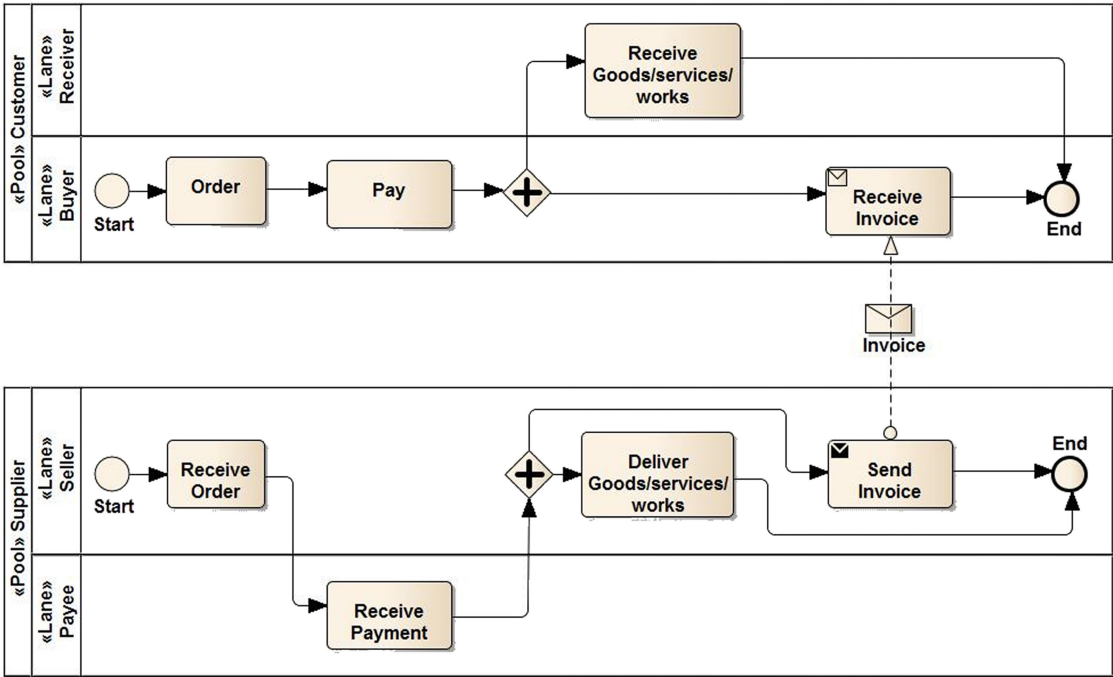 «Pool» Customer
«Lane»
Receiver
Receive
Goods/services/
works
«Lane»
Buyer
Start
Order
Pay
Receive
Invoice
End
Invoice
«Pool» Supplier
«Lane»
Seller
Start
Receive
Order
Deliver
Goods/services/
works
Send
Invoice
End
«Lane»
Payee
Receive
Payment